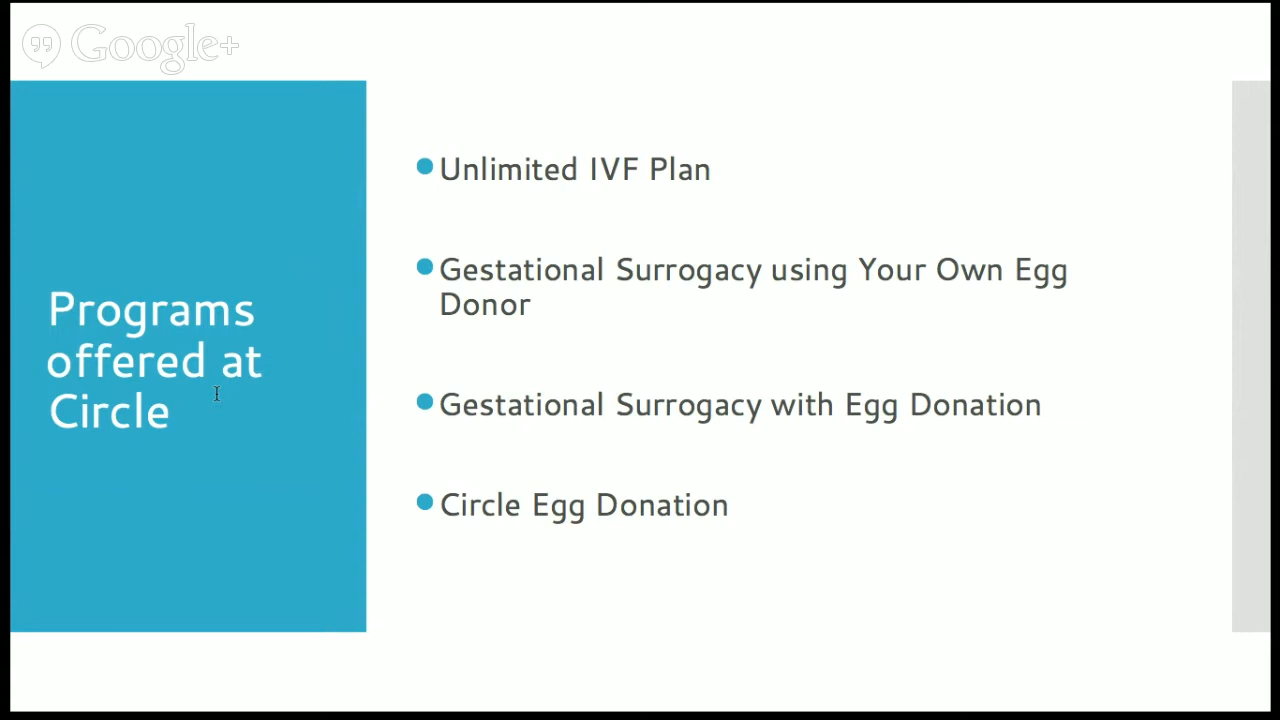 Google+
Programs
offered at
Circle
Unlimited IVF Plan
Gestational Surrogacy using Your Own Egg
Donor
Gestational Surrogacy with Egg Donation
Circle Egg Donation